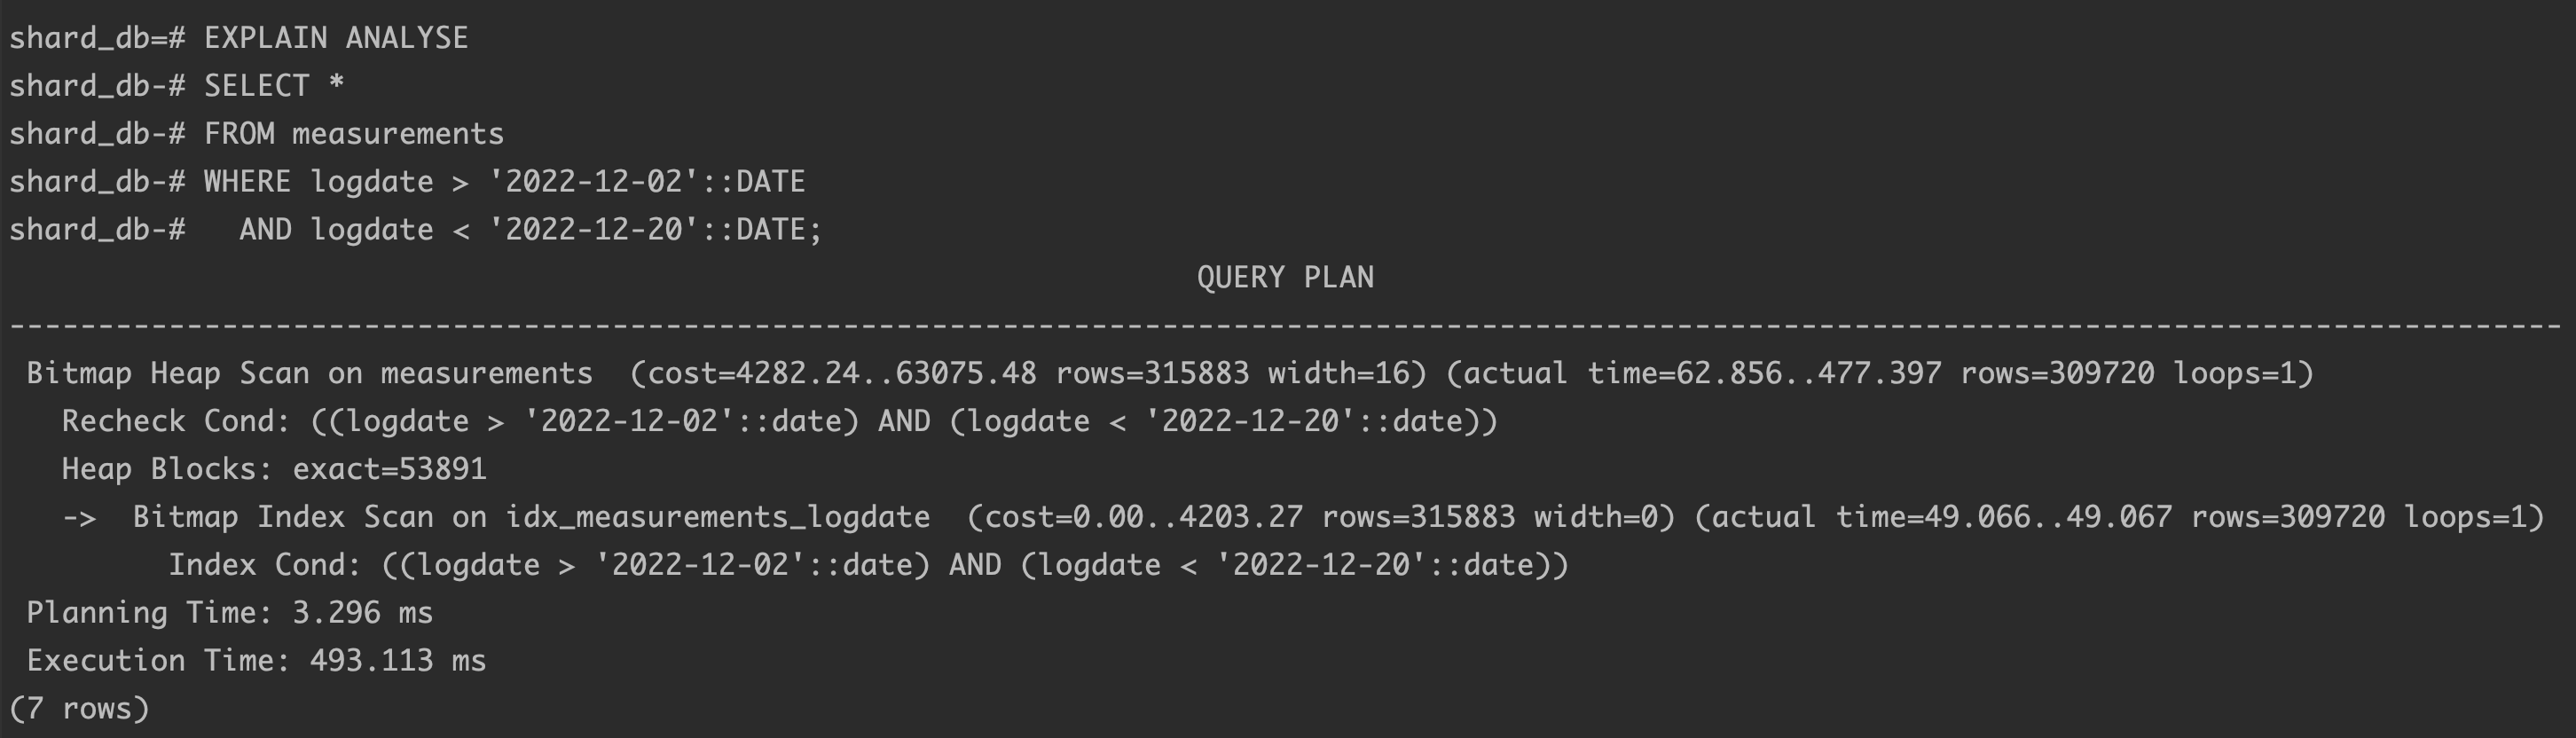 shard_db=# EXPLAIN ANALYSE
shard_db-# SELECT *
shard_db-# FROM measurements
shard_db-# WHERE logdate > '2022-12-02'::DATE
shard_db-#   AND logdate < '2022-12-20'::DATE;
QUERY PLAN
-------------------------------------------------------------------------------------------------------------------------------------------------
 Bitmap Heap Scan on measurements  (cost=4282.24..63075.48 rows=315883 width=16) (actual time=62.856..477.397 rows=309720 loops=1)
   Recheck Cond: ((logdate > '2022-12-02'::date) AND (logdate < '2022-12-20'::date))
   Heap Blocks: exact=53891
   ->  Bitmap Index Scan on idx_measurements_logdate  (cost=0.00..4203.27 rows=315883 width=0) (actual time=49.066..49.067 rows=309720 loops=1)
         Index Cond: ((logdate > '2022-12-02'::date) AND (logdate < '2022-12-20'::date))
 Planning Time: 3.296 ms
 Execution Time: 493.113 ms
(7 rows)